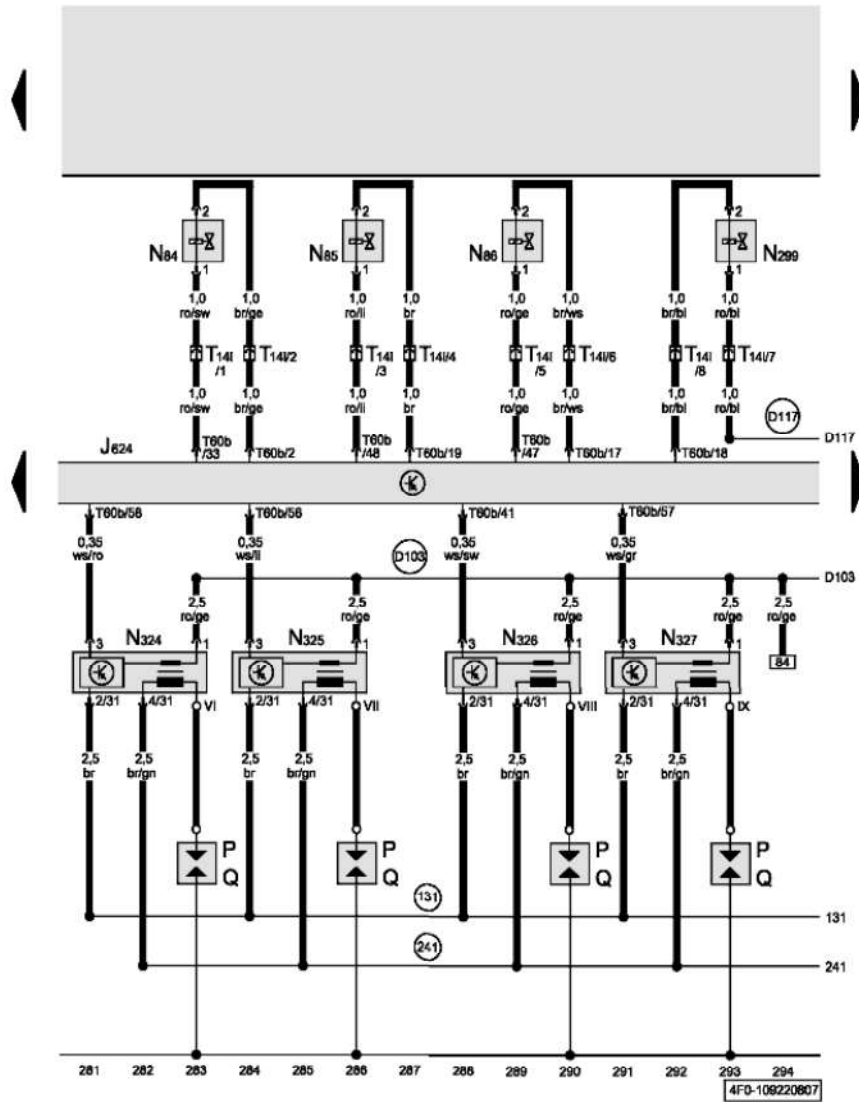 2 2 2 2
N84 N85 N86 N299
1 1 1 1
1,0 1,0 1,0 1,0 1,0 1,0 1,0 1,0
ro/sw br/ge ro/li br ro/ge br/ws br/bl ro/bl
T14l/1 T14l/2 T14l/3 T14l/4 T14l/5 T14l/6 T14l/8 T14l/7
1,0 1,0 1,0 1,0 1,0 1,0 1,0 1,0
ro/sw br/ge ro/li br ro/ge br/ws br/bl ro/bl
D117
D117
J624
T60b/33 T60b/2 T60b/48 T60b/19 T60b/47 T60b/17 T60b/18
T60b/58 T60b/56 T60b/41 T60b/57
0,35 0,35 0,35 0,35
ws/ro ws/li ws/sw ws/gr
D103
D103
2,5 2,5 2,5 2,5 2,5
ro/ge ro/ge ro/ge ro/ge ro/ge
3 N324 1 3 N325 1 3 N326 1 3 N327 1
84
2/31 4/31 VI 2/31 4/31 VII 2/31 4/31 VIII 2/31 4/31 IX
2,5 2,5 2,5 2,5 2,5 2,5 2,5 2,5
br br/gn br br/gn br br/gn br br/gn
P P P P
Q Q Q Q
131
131
241
241
281 282 283 284 285 286 287 288 289 290 291 292 293 294
4F0-109220807